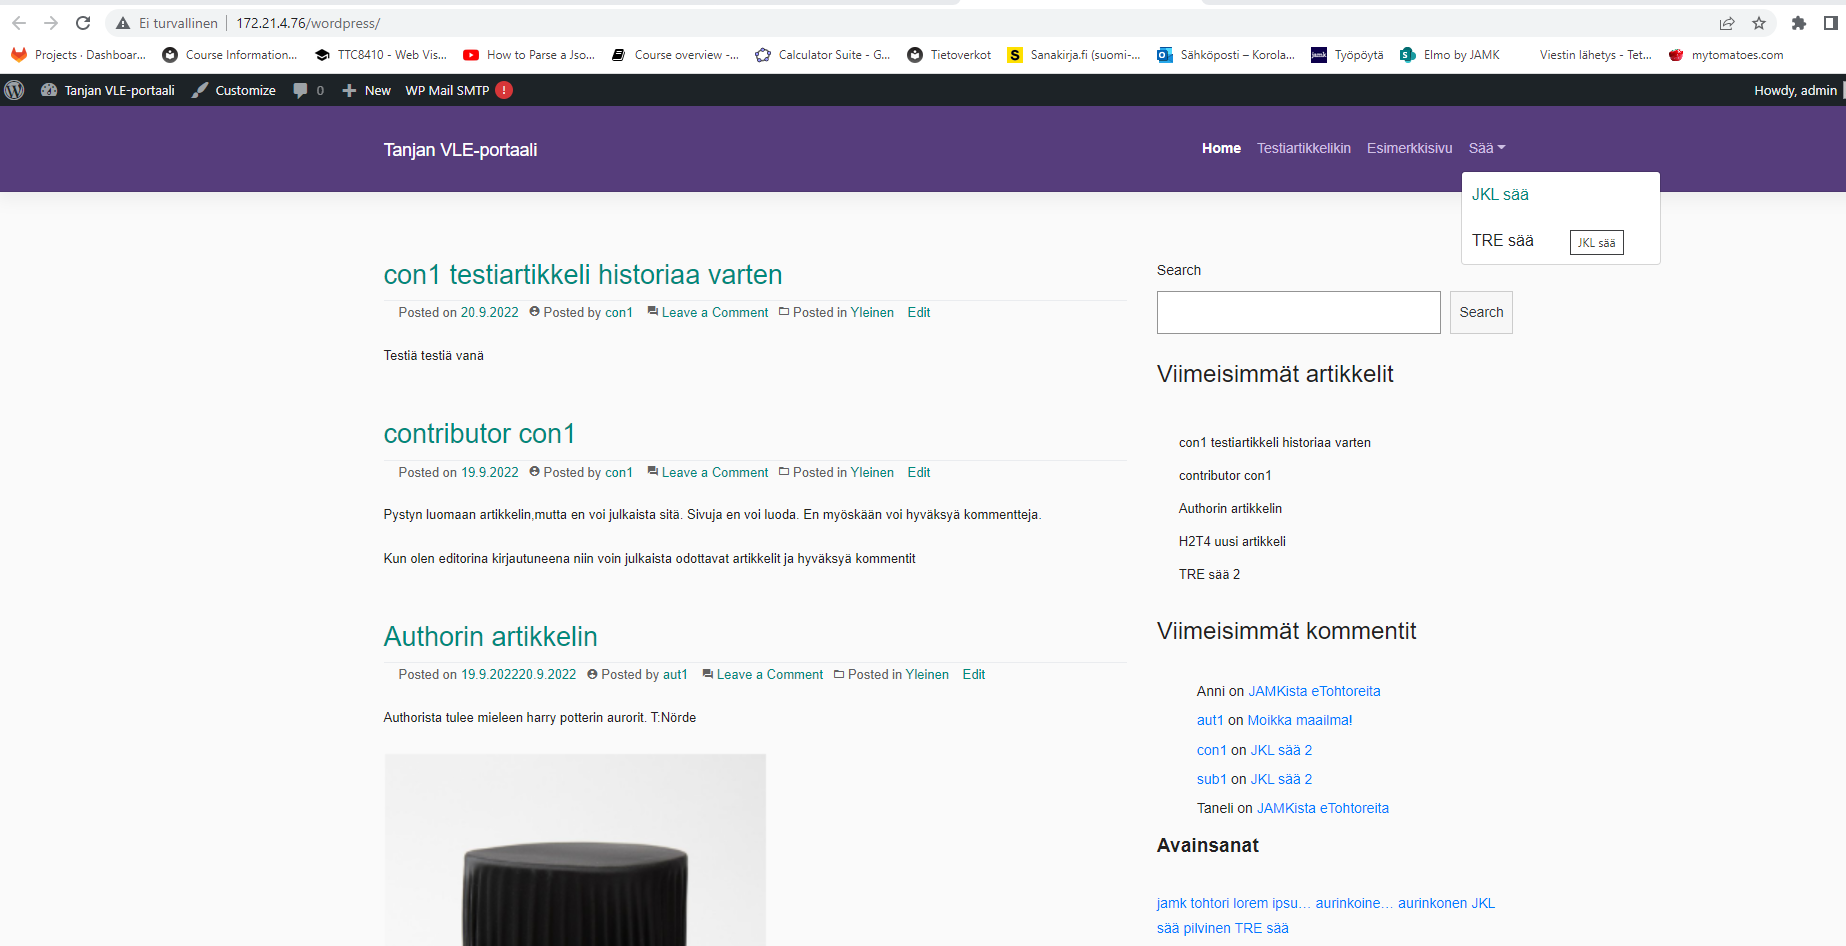 Ei turvallinen 172.21.4.76/wordpress/
Projects · Dashboar... Course Information... TTC8410 - Web Vis... How to Parse a Jso... Course overview -... Calculator Suite - G... Tietoverkot Sanakirja.fi (suomi-... Sähköposti – Korola... Työpöytä Elmo by JAMK Viestin lähetys - Tet... mytomatoes.com
Tanjan VLE-portaali Customize 0 New WP Mail SMTP ! Howdy, admin
Tanjan VLE-portaali Home Testiartikkelikin Esimerkkisivu Sää
JKL sää
TRE sää
JKL sää
con1 testiartikkeli historiaa varten
Posted on 20.9.2022 Posted by con1 Leave a Comment Posted in Yleinen Edit
Testiä testiä vanä
contributor con1
Posted on 19.9.2022 Posted by con1 Leave a Comment Posted in Yleinen Edit
Pystyn luomaan artikkelin,mutta en voi julkaista sitä. Sivuja en voi luoda. En myöskään voi hyväksyä kommentteja.
Kun olen editorina kirjautuneena niin voin julkaista odottavat artikkelit ja hyväksyä kommentit
Authorin artikkelin
Posted on 19.9.202220.9.2022 Posted by aut1 Leave a Comment Posted in Yleinen Edit
Authorista tulee mieleen harry potterin aurorit. T:Nörde
Search
Search
Viimeisimmät artikkelit
con1 testiartikkeli historiaa varten
contributor con1
Authorin artikkelin
H2T4 uusi artikkeli
TRE sää 2
Viimeisimmät kommentit
Anni on JAMKista eTohtoreita
aut1 on Moikka maailma!
con1 on JKL sää 2
sub1 on JKL sää 2
Taneli on JAMKista eTohtoreita
Avainsanat
jamk tohtori lorem ipsu... aurinkoine... aurinkonen JKL
sää pilvinen TRE sää